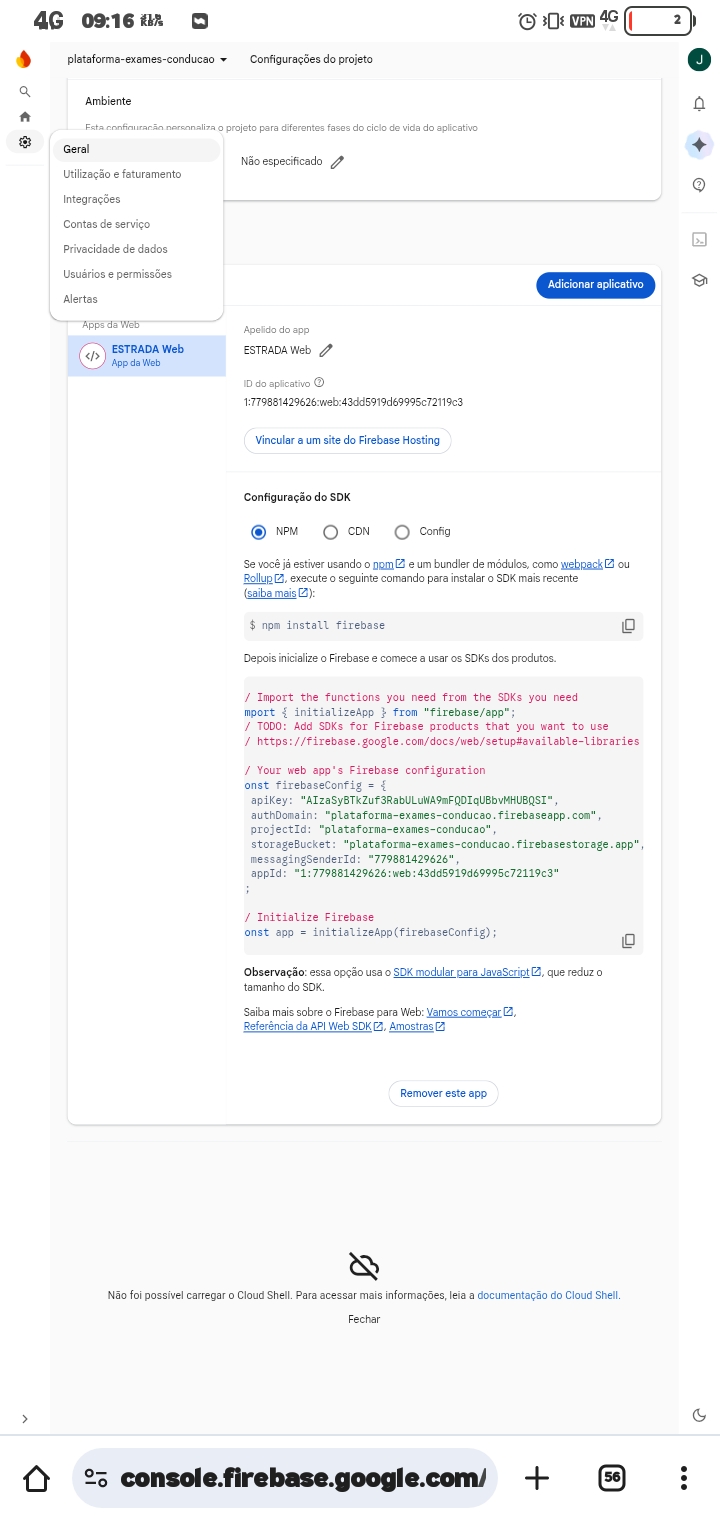 4G 09:16 KB/s VPN 4G 2
plataforma-exames-conducao Configurações do projeto
J
Ambiente
Esta configuração personaliza o projeto para diferentes fases do ciclo de vida do aplicativo
Não especificado
Geral
Utilização e faturamento
Integrações
Contas de serviço
Privacidade de dados
Usuários e permissões
Alertas
Adicionar aplicativo
Apps da Web
ESTRADA Web
App da Web
Apelido do app
ESTRADA Web
ID do aplicativo
1:779881429626:web:43dd5919d69995c72119c3
Vincular a um site do Firebase Hosting
Configuração do SDK
NPM CDN Config
Se você já estiver usando o npm e um bundler de módulos, como webpack ou
Rollup, execute o seguinte comando para instalar o SDK mais recente
(saiba mais):
$ npm install firebase
Depois inicialize o Firebase e comece a usar os SDKs dos produtos.
/ Import the functions you need from the SDKs you need
mport { initializeApp } from "firebase/app";
/ TODO: Add SDKs for Firebase products that you want to use
/ https://firebase.google.com/docs/web/setup#available-libraries
/ Your web app's Firebase configuration
onst firebaseConfig = {
apiKey: "AIzaSyBTkZuf3RabULuWA9mFQDIqUBbvMHUBQSI",
authDomain: "plataforma-exames-conducao.firebaseapp.com",
projectId: "plataforma-exames-conducao",
storageBucket: "plataforma-exames-conducao.firebasestorage.app",
messagingSenderId: "779881429626",
appId: "1:779881429626:web:43dd5919d69995c72119c3"
;
/ Initialize Firebase
onst app = initializeApp(firebaseConfig);
Observação: essa opção usa o SDK modular para JavaScript, que reduz o
tamanho do SDK.
Saiba mais sobre o Firebase para Web: Vamos começar,
Referência da API Web SDK, Amostras
Remover este app
Não foi possível carregar o Cloud Shell. Para acessar mais informações, leia a documentação do Cloud Shell.
Fechar
console.firebase.google.com/
56